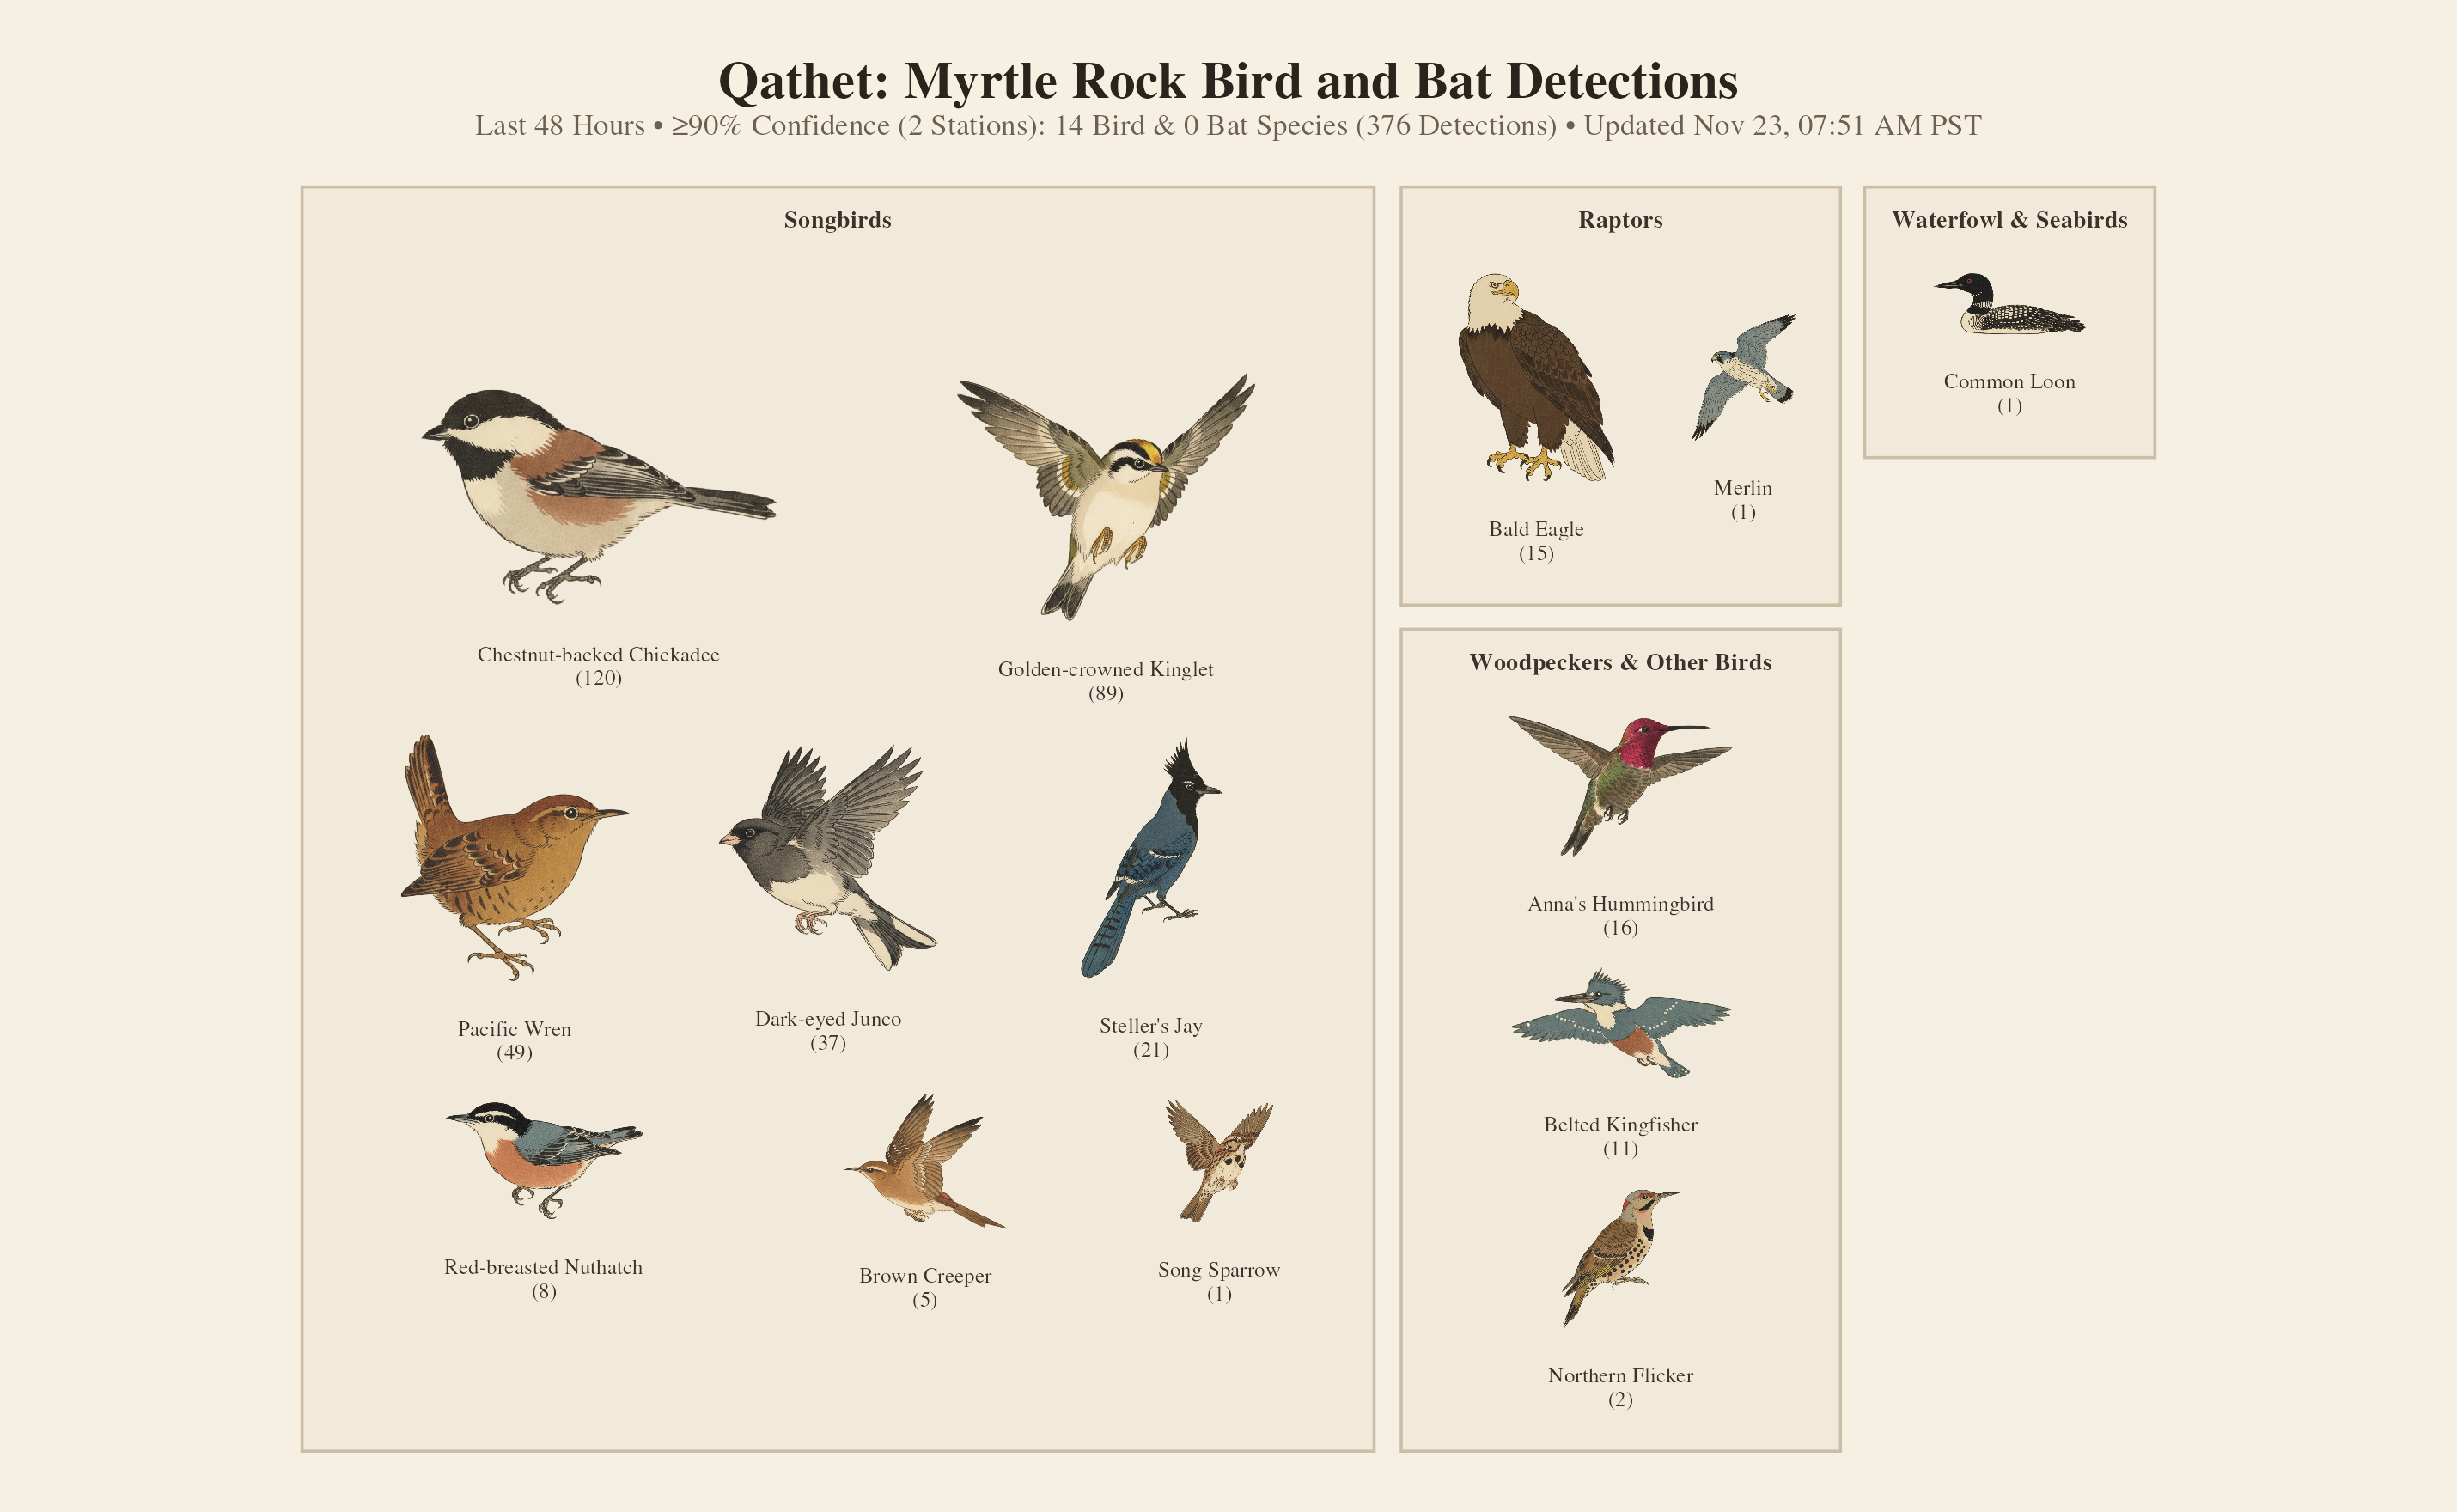 Qathet: Myrtle Rock Bird and Bat Detections
Last 48 Hours • ≥90% Confidence (2 Stations): 14 Bird & 0 Bat Species (376 Detections) • Updated Nov 23, 07:51 AM PST
Songbirds
Chestnut-backed Chickadee
(120)
Golden-crowned Kinglet
(89)
Pacific Wren
(49)
Dark-eyed Junco
(37)
Steller's Jay
(21)
Red-breasted Nuthatch
(8)
Brown Creeper
(5)
Song Sparrow
(1)
Raptors
Bald Eagle
(15)
Merlin
(1)
Woodpeckers & Other Birds
Anna's Hummingbird
(16)
Belted Kingfisher
(11)
Northern Flicker
(2)
Waterfowl & Seabirds
Common Loon
(1)